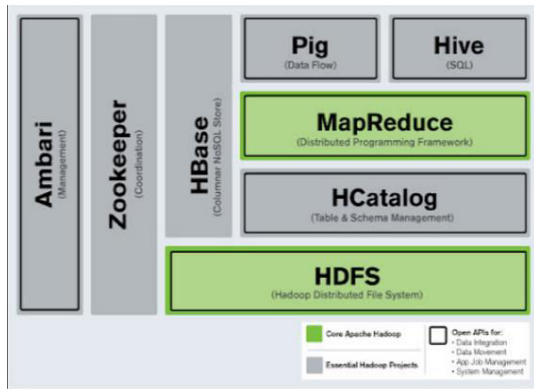 Ambari
(Management)
Zookeeper
(Coordination)
HBase
(Columnar NoSQL Store)
Pig
(Data Flow)
Hive
(SQL)
MapReduce
(Distributed Programming Framework)
HCatalog
(Table & Schema Management)
HDFS
(Hadoop Distributed File System)
Core Apache Hadoop
Essential Hadoop Projects
Open APIs for:
• Data Integration
• Data Movement
• App Job Management
• System Management